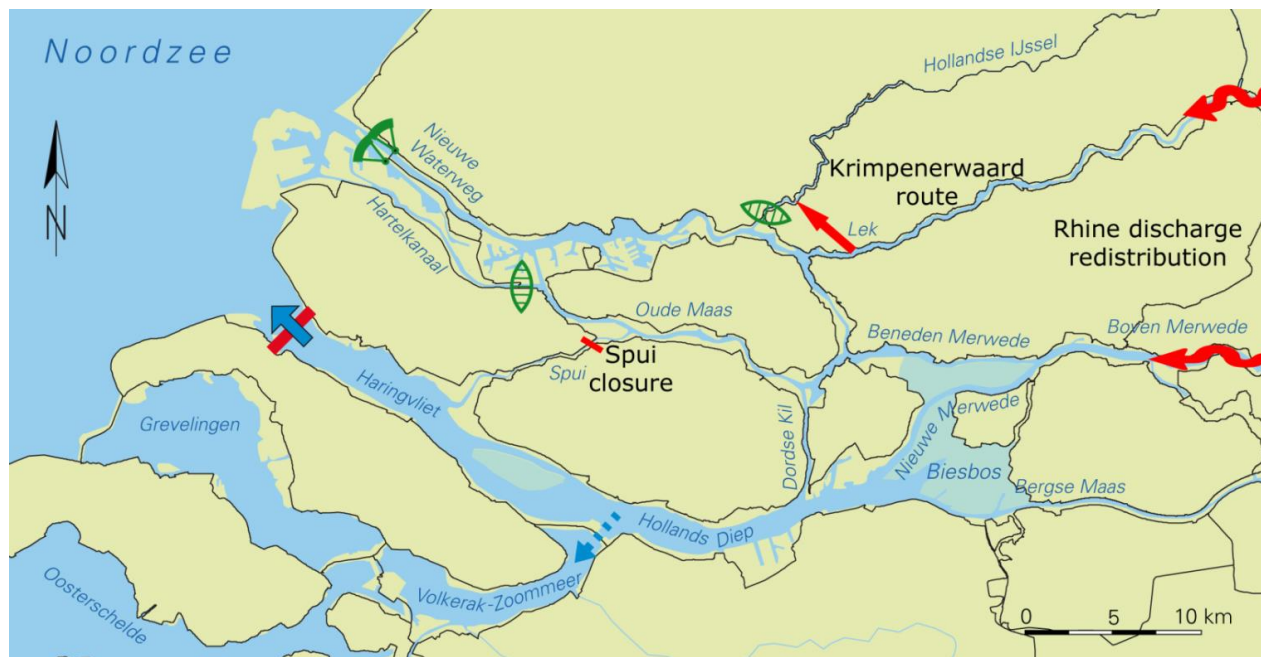 Noordzee
Hollandse IJssel
Nieuwe
Waterweg
N
Krimpenerwaard
route
Hartelkanaal
Lek
Rhine discharge
redistribution
Oude Maas
Beneden Merwede
Boven Merwede
Spui
closure
Spui
Haringvliet
Grevelingen
Dordse Kil
Nieuwe Merwede
Biesbos
Bergse Maas
Hollands Diep
Volkerak-Zoommeer
Oosterschelde
0 5 10 km